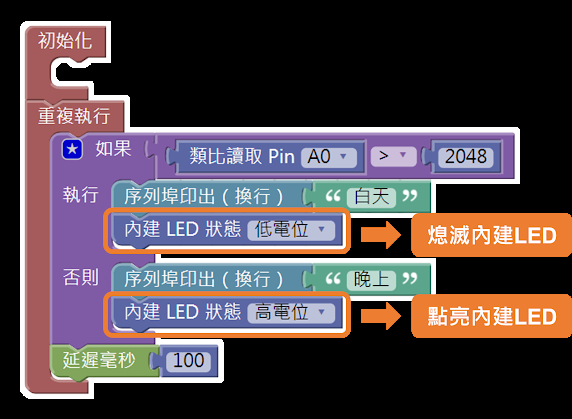 初始化
重複執行
如果 類比讀取 Pin A0 > 2048
執行 序列埠印出（換行） “ 白天 ”
內建 LED 狀態 低電位 熄滅內建LED
否則 序列埠印出（換行） “ 晚上 ”
內建 LED 狀態 高電位 點亮內建LED
延遲毫秒 100